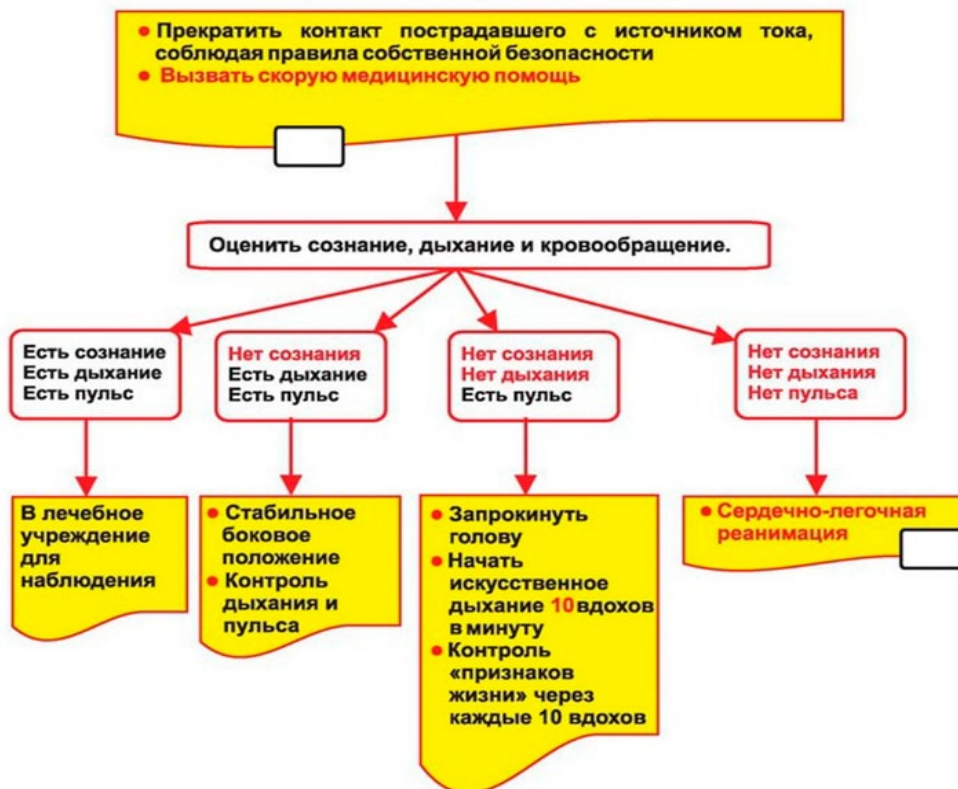 • Прекратить контакт пострадавшего с источником тока,
соблюдая правила собственной безопасности
• Вызвать скорую медицинскую помощь
Оценить сознание, дыхание и кровообращение.
Есть сознание
Есть дыхание
Есть пульс
Нет сознания
Есть дыхание
Есть пульс
Нет сознания
Нет дыхания
Есть пульс
Нет сознания
Нет дыхания
Нет пульса
В лечебное
учреждение
для
наблюдения
• Стабильное
боковое
положение
• Контроль
дыхания и
пульса
• Запрокинуть
голову
• Начать
искусственное
дыхание 10 вдохов
в минуту
• Контроль
«признаков
жизни» через
каждые 10 вдохов
• Сердечно-легочная
реанимация